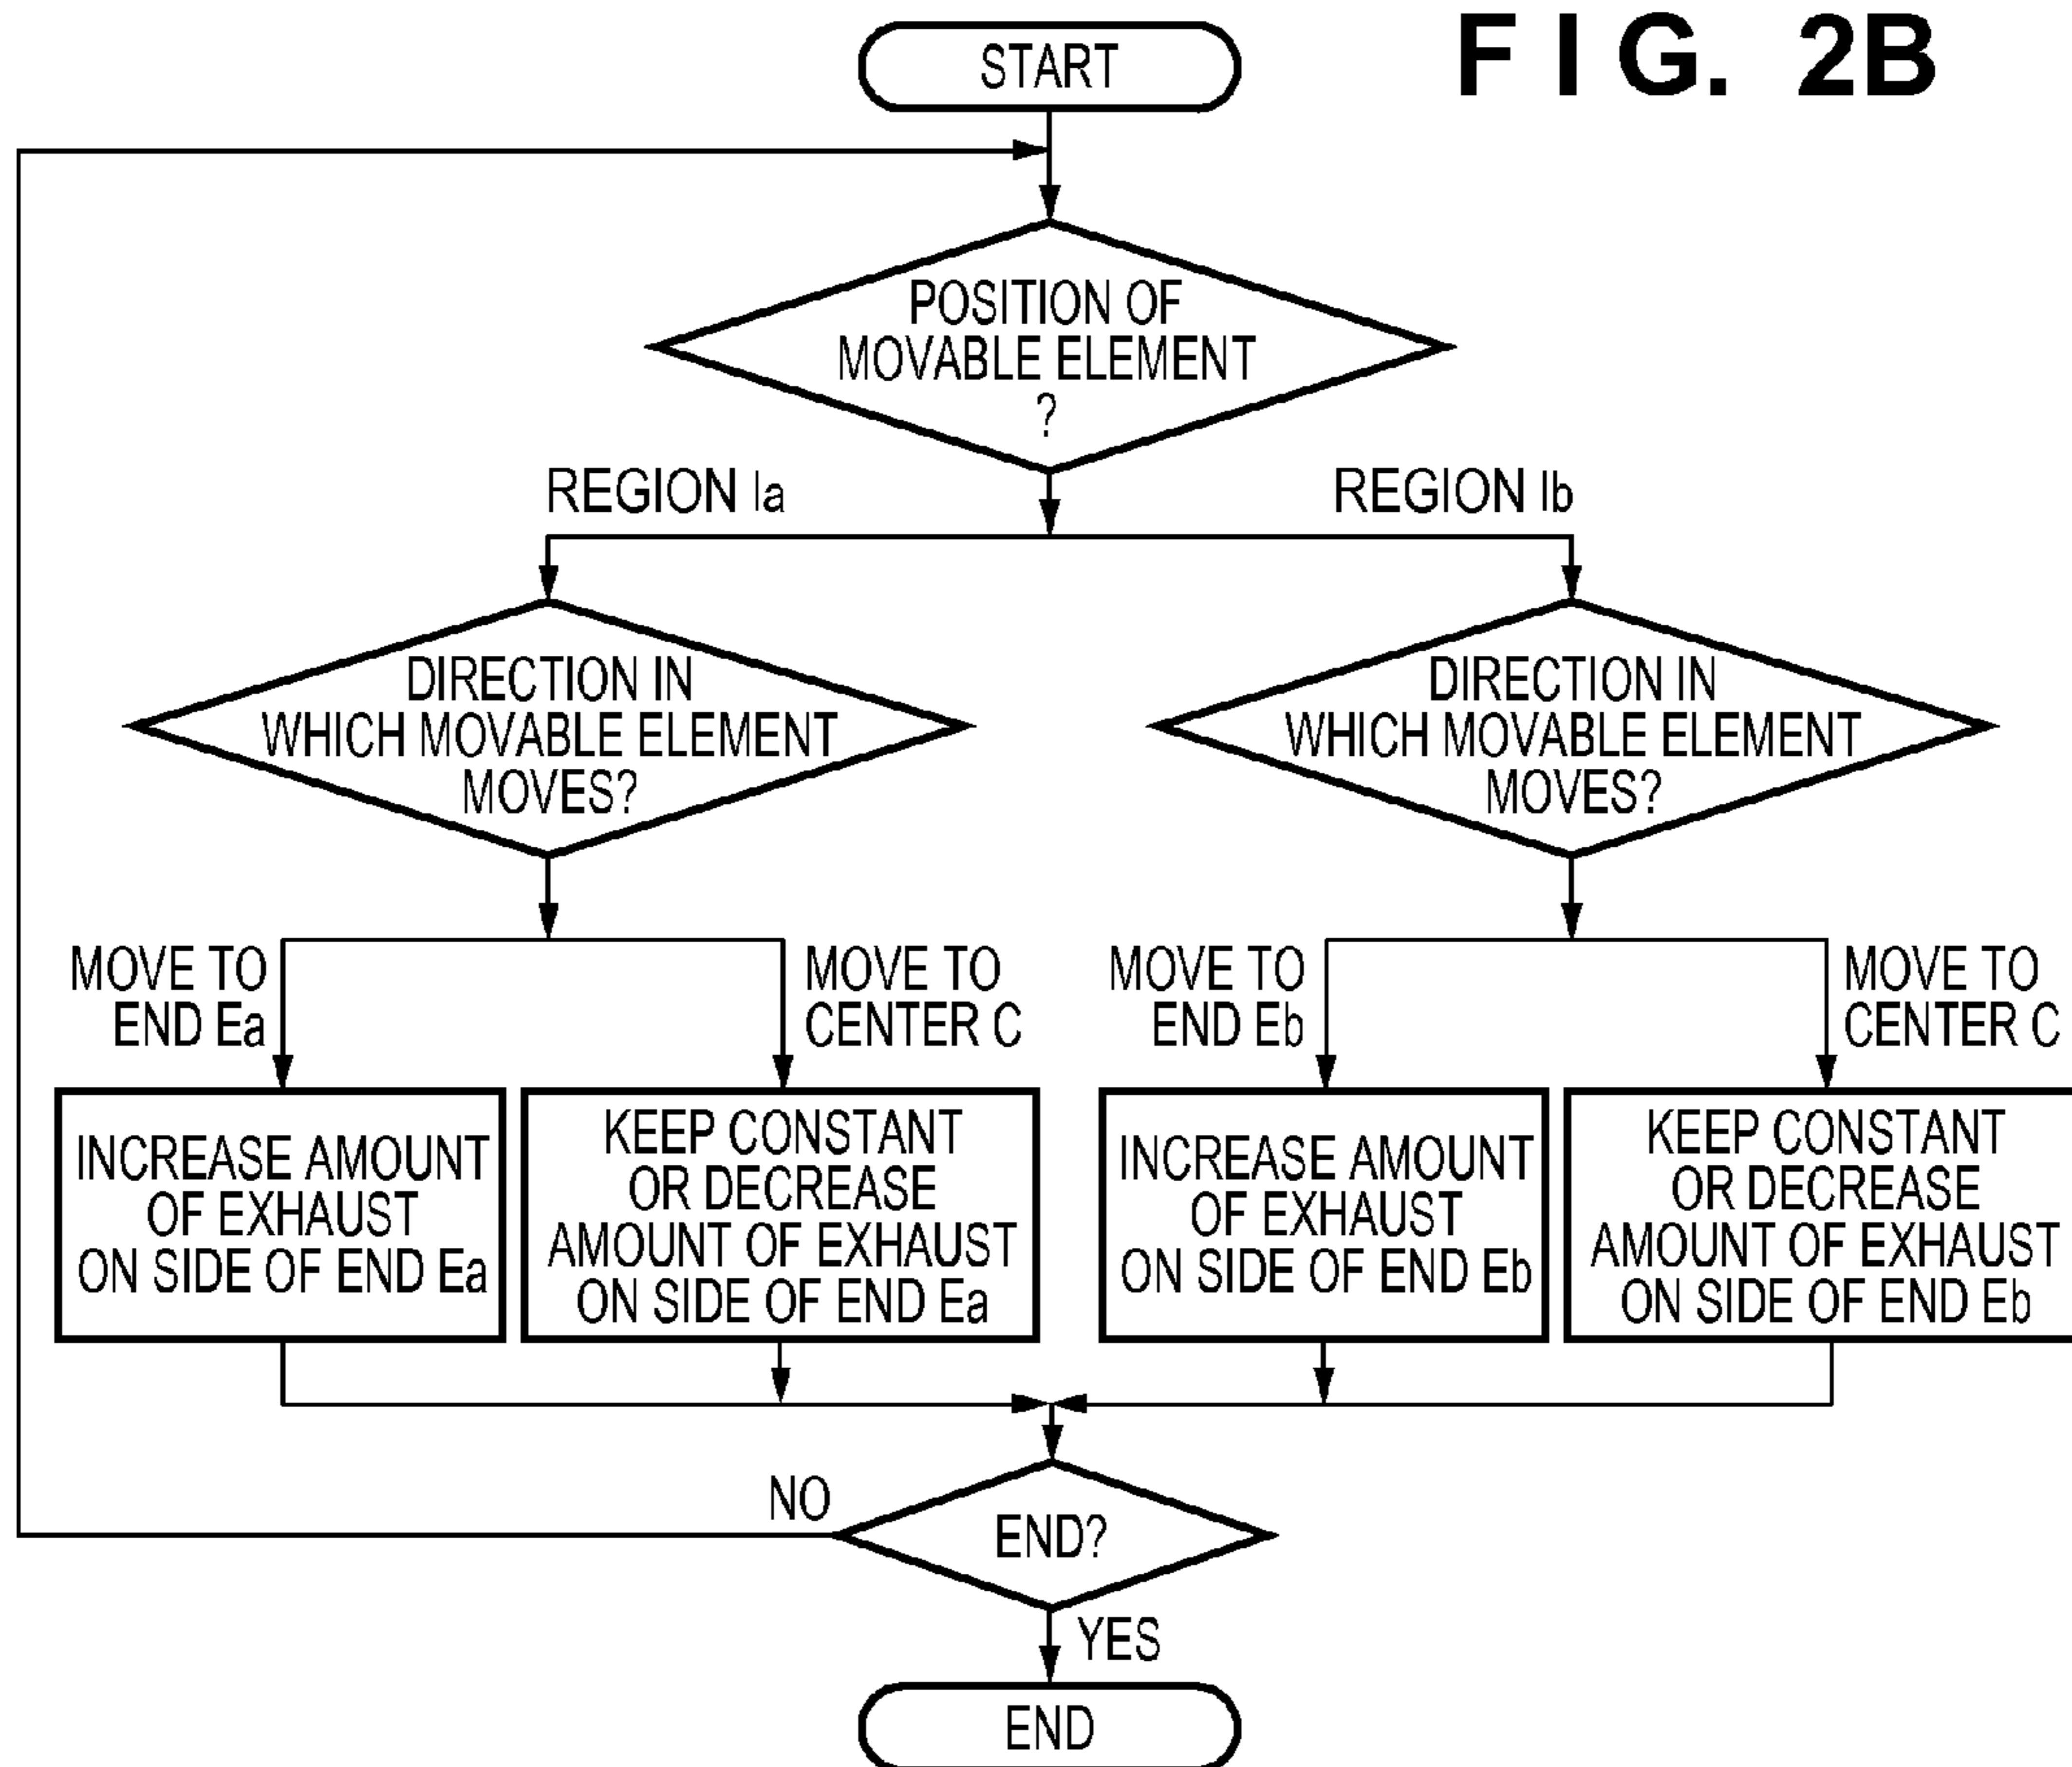 FIG. 2B
START
POSITION OF
MOVABLE ELEMENT
?
REGION Ia
REGION Ib
DIRECTION IN
WHICH MOVABLE ELEMENT
MOVES?
DIRECTION IN
WHICH MOVABLE ELEMENT
MOVES?
MOVE TO
END Ea
MOVE TO
CENTER C
MOVE TO
END Eb
MOVE TO
CENTER C
INCREASE AMOUNT
OF EXHAUST
ON SIDE OF END Ea
KEEP CONSTANT
OR DECREASE
AMOUNT OF EXHAUST
ON SIDE OF END Ea
INCREASE AMOUNT
OF EXHAUST
ON SIDE OF END Eb
KEEP CONSTANT
OR DECREASE
AMOUNT OF EXHAUST
ON SIDE OF END Eb
NO
END?
YES
END